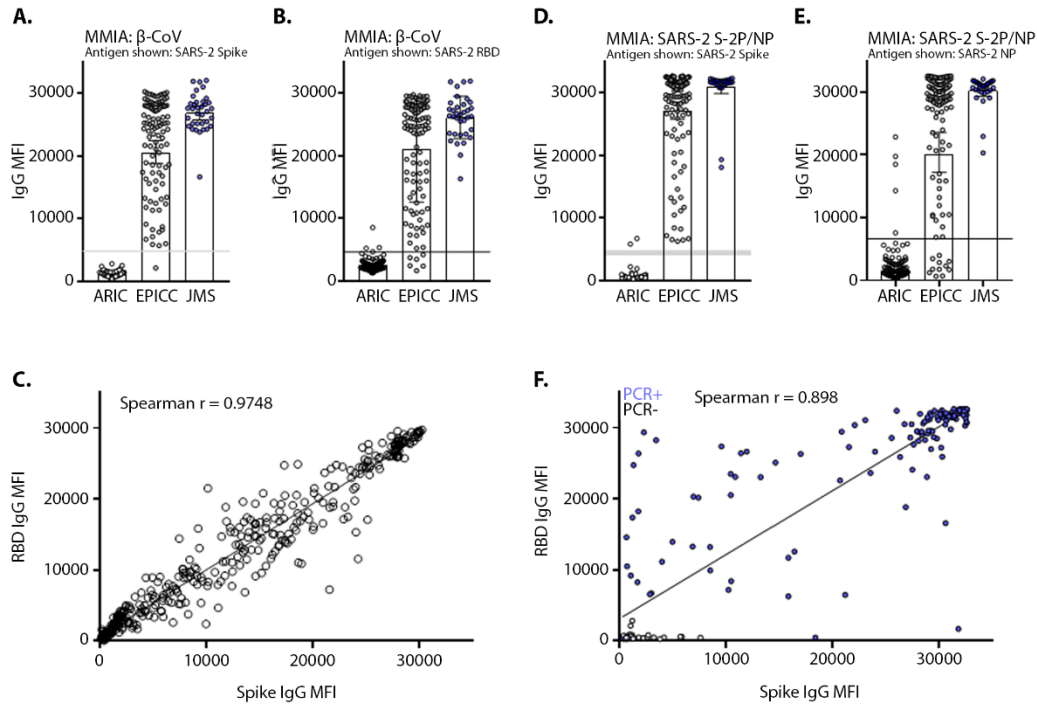 A.
MMIA: β-CoV
Antigen shown: SARS-2 Spike
IgG MFI
30000
20000
10000
0
ARIC EPICC JMS
B.
MMIA: β-CoV
Antigen shown: SARS-2 RBD
IgG MFI
30000
20000
10000
0
ARIC EPICC JMS
D.
MMIA: SARS-2 S-2P/NP
Antigen shown: SARS-2 Spike
IgG MFI
30000
20000
10000
0
ARIC EPICC JMS
E.
MMIA: SARS-2 S-2P/NP
Antigen shown: SARS-2 NP
IgG MFI
30000
20000
10000
0
ARIC EPICC JMS
C.
Spearman r = 0.9748
RBD IgG MFI
30000
20000
10000
0
0 10000 20000 30000
Spike IgG MFI
F.
PCR+
PCR-
Spearman r = 0.898
RBD IgG MFI
30000
20000
10000
0
0 10000 20000 30000
Spike IgG MFI